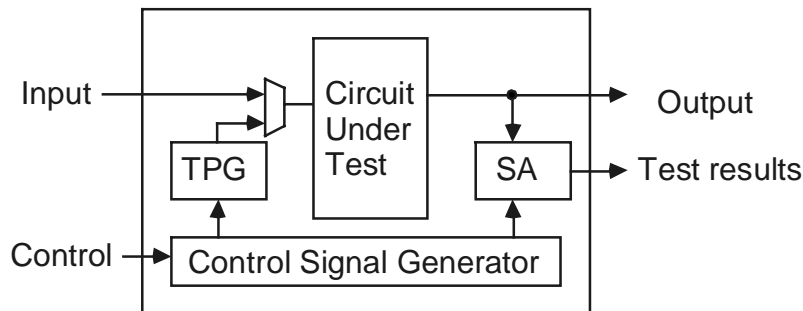 Input
Circuit
Under
Test
Output
TPG
SA
Test results
Control
Control Signal Generator